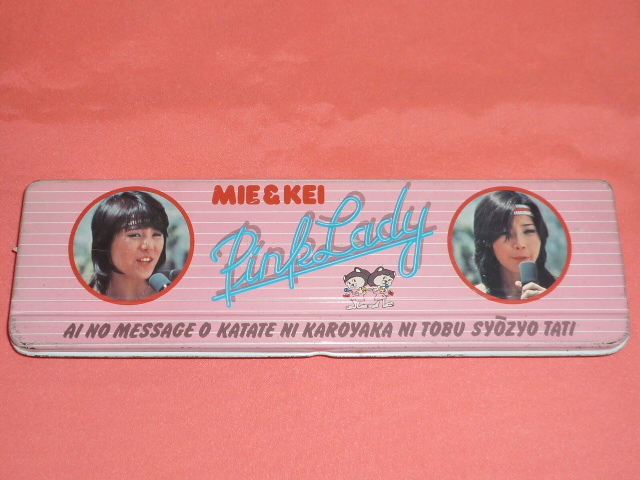 MIE & KEI
Pink Lady
AI NO MESSAGE O KATATE NI KAROYAKA NI TOBU SYŌZYO TATI